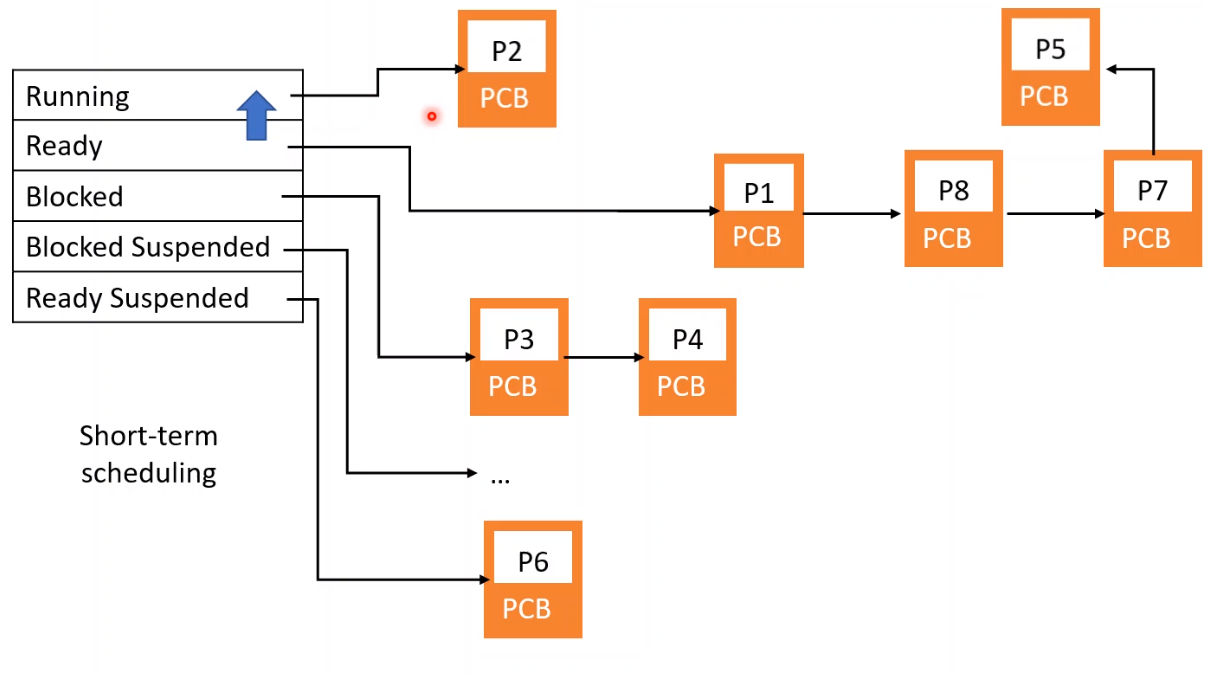 P2
PCB
P5
PCB
Running
Ready
Blocked
Blocked Suspended
Ready Suspended
P1
PCB
P8
PCB
P7
PCB
P3
PCB
P4
PCB
Short-term
scheduling
...
P6
PCB